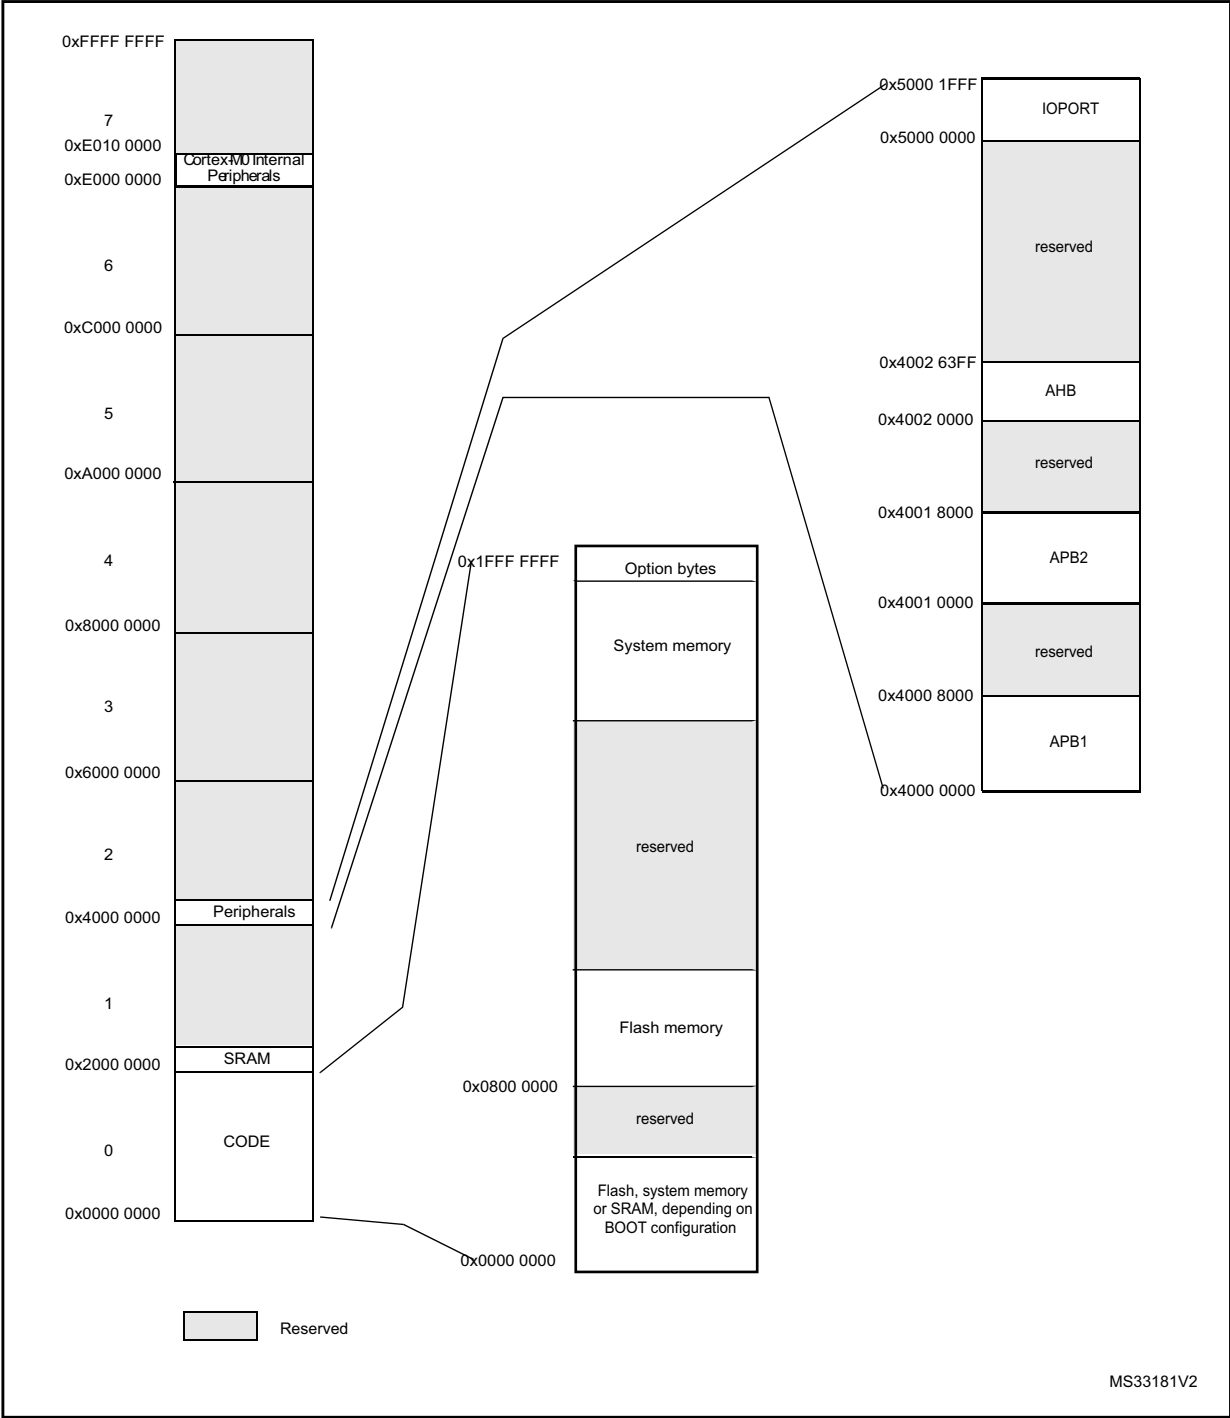 0xFFFF FFFF
7
0xE010 0000
Cortex-M0 Internal
Peripherals
0xE000 0000
6
0xC000 0000
5
0xA000 0000
4
0x8000 0000
3
0x6000 0000
2
Peripherals
0x4000 0000
1
SRAM
0x2000 0000
CODE
0
0x0000 0000
Reserved
0x1FFF FFFF
Option bytes
System memory
reserved
Flash memory
0x0800 0000
reserved
Flash, system memory
or SRAM, depending on
BOOT configuration
0x0000 0000
0x5000 1FFF
IOPORT
0x5000 0000
reserved
0x4002 63FF
AHB
0x4002 0000
reserved
0x4001 8000
APB2
0x4001 0000
reserved
0x4000 8000
APB1
0x4000 0000
MS33181V2